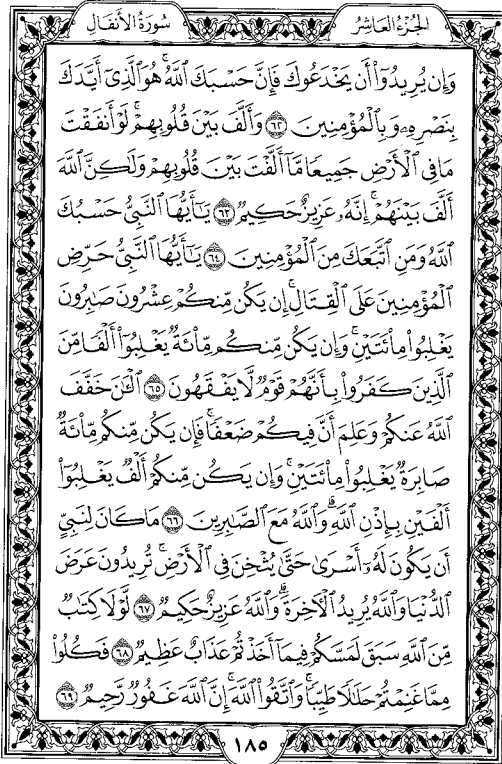 الجزء العاشر
سورة الأنفال
وَإِن يُرِيدُوٓا۟ أَن يَخْدَعُوكَ فَإِنَّ حَسْبَكَ ٱللَّهُ ۚ هُوَ ٱلَّذِىٓ أَيَّدَكَ
بِنَصْرِهِۦ وَبِٱلْمُؤْمِنِينَ ٦٢ وَأَلَّفَ بَيْنَ قُلُوبِهِمْ ۚ لَوْ أَنفَقْتَ
مَا فِى ٱلْأَرْضِ جَمِيعًا مَّآ أَلَّفْتَ بَيْنَ قُلُوبِهِمْ وَلَـٰكِنَّ ٱللَّهَ
أَلَّفَ بَيْنَهُمْ ۚ إِنَّهُۥ عَزِيزٌ حَكِيمٌ ٦٣ يَـٰٓأَيُّهَا ٱلنَّبِىُّ حَسْبُكَ
ٱللَّهُ وَمَنِ ٱتَّبَعَكَ مِنَ ٱلْمُؤْمِنِينَ ٦٤ يَـٰٓأَيُّهَا ٱلنَّبِىُّ حَرِّضِ
ٱلْمُؤْمِنِينَ عَلَى ٱلْقِتَالِ ۚ إِن يَكُن مِّنكُمْ عِشْرُونَ صَـٰبِرُونَ
يَغْلِبُوا۟ مِا۟ئَتَيْنِ ۚ وَإِن يَكُن مِّنكُم مِّا۟ئَةٌ يَغْلِبُوٓا۟ أَلْفًا مِّنَ
ٱلَّذِينَ كَفَرُوا۟ بِأَنَّهُمْ قَوْمٌ لَّا يَفْقَهُونَ ٦٥ ٱلْـَٔـٰنَ خَفَّفَ
ٱللَّهُ عَنكُمْ وَعَلِمَ أَنَّ فِيكُمْ ضَعْفًا ۚ فَإِن يَكُن مِّنكُم مِّا۟ئَةٌ
صَابِرَةٌ يَغْلِبُوا۟ مِا۟ئَتَيْنِ ۚ وَإِن يَكُن مِّنكُمْ أَلْفٌ يَغْلِبُوٓا۟
أَلْفَيْنِ بِإِذْنِ ٱللَّهِ ۗ وَٱللَّهُ مَعَ ٱلصَّـٰبِرِينَ ٦٦ مَا كَانَ لِنَبِىٍّ
أَن يَكُونَ لَهُۥٓ أَسْرَىٰ حَتَّىٰ يُثْخِنَ فِى ٱلْأَرْضِ ۚ تُرِيدُونَ عَرَضَ
ٱلدُّنْيَا وَٱللَّهُ يُرِيدُ ٱلْـَٔاخِرَةَ ۗ وَٱللَّهُ عَزِيزٌ حَكِيمٌ ٦٧ لَّوْلَا كِتَـٰبٌ
مِّنَ ٱللَّهِ سَبَقَ لَمَسَّكُمْ فِيمَآ أَخَذْتُمْ عَذَابٌ عَظِيمٌ ٦٨ فَكُلُوا۟
مِمَّا غَنِمْتُمْ حَلَـٰلًا طَيِّبًا ۚ وَٱتَّقُوا۟ ٱللَّهَ ۚ إِنَّ ٱللَّهَ غَفُورٌ رَّحِيمٌ ٦٩
١٨٥